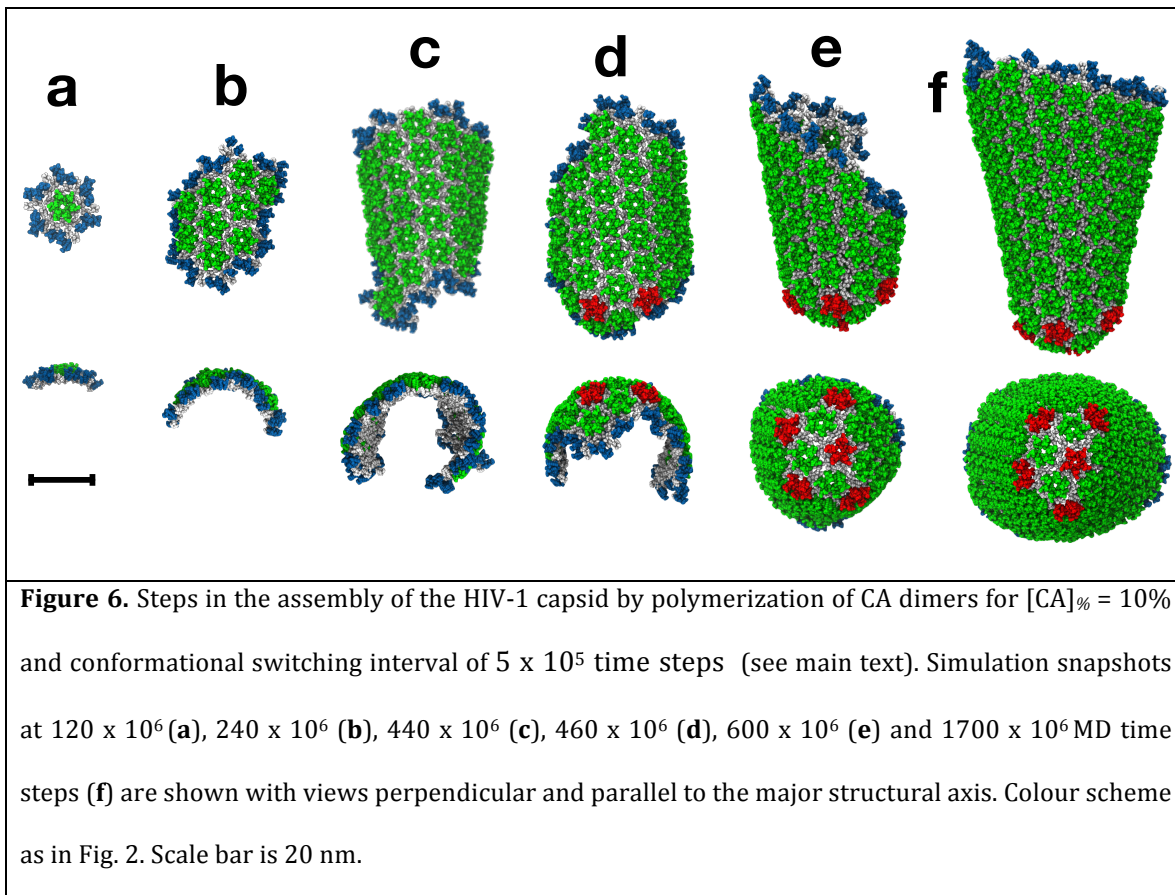 a b c d e f
Figure 6. Steps in the assembly of the HIV-1 capsid by polymerization of CA dimers for [CA]% = 10%
and conformational switching interval of 5 x 10⁵ time steps (see main text). Simulation snapshots
at 120 x 10⁶ (a), 240 x 10⁶ (b), 440 x 10⁶ (c), 460 x 10⁶ (d), 600 x 10⁶ (e) and 1700 x 10⁶ MD time
steps (f) are shown with views perpendicular and parallel to the major structural axis. Colour scheme
as in Fig. 2. Scale bar is 20 nm.